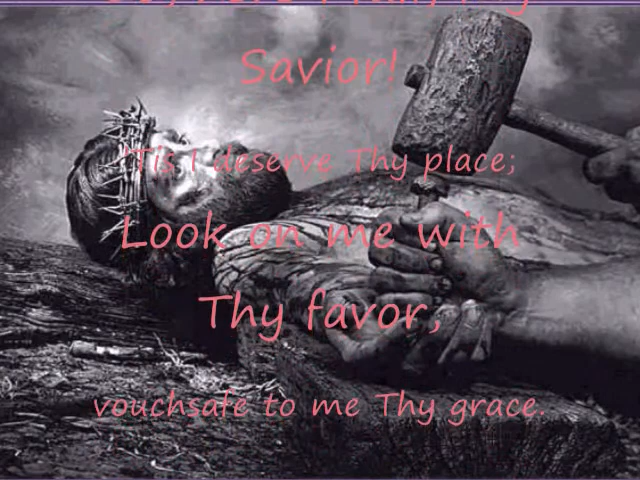 Savior!
'Tis I deserve Thy place;
Look on me with
Thy favor,
vouchsafe to me Thy grace.